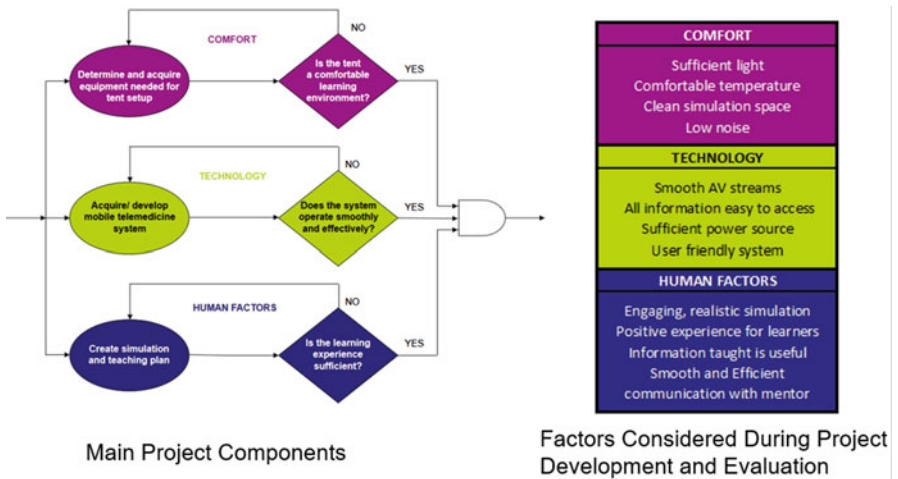 NO
COMFORT
Determine and acquire
equipment needed for
tent setup
Is the tent
a comfortable
learning
environment?
YES
NO
TECHNOLOGY
Acquire/ develop
mobile telemedicine
system
Does the system
operate smoothly
and effectively?
YES
NO
HUMAN FACTORS
Create simulation
and teaching plan
Is the learning
experience
sufficient?
YES
Main Project Components
COMFORT
Sufficient light
Comfortable temperature
Clean simulation space
Low noise
TECHNOLOGY
Smooth AV streams
All information easy to access
Sufficient power source
User friendly system
HUMAN FACTORS
Engaging, realistic simulation
Positive experience for learners
Information taught is useful
Smooth and Efficient
communication with mentor
Factors Considered During Project
Development and Evaluation